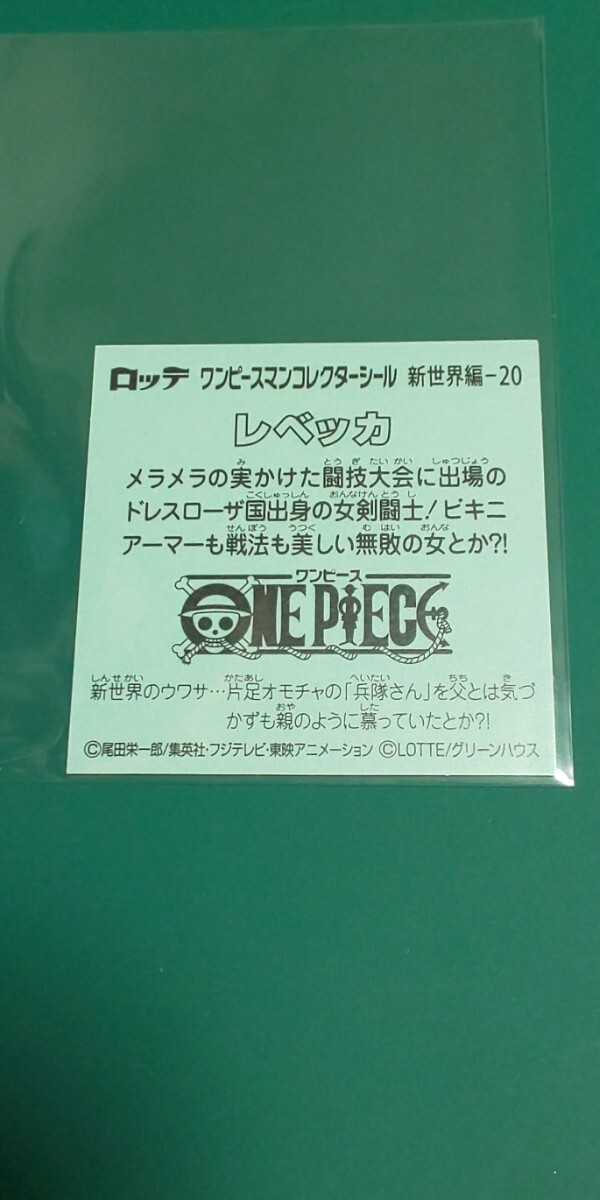 ロッテ ワンピースマンコレクターシール 新世界編-20
レベッカ
メラメラの実かけた闘技大会に出場の
ドレスローザ国出身の女剣闘士!ビキニ
アーマーも戦法も美しい無敗の女とか?!
ワンピース
ONE PIECE
新世界のウワサ…片足オモチャの「兵隊さん」を父とは気づ
かずも親のように慕っていたとか?!
©尾田栄一郎/集英社・フジテレビ・東映アニメーション ©LOTTE/グリーンハウス